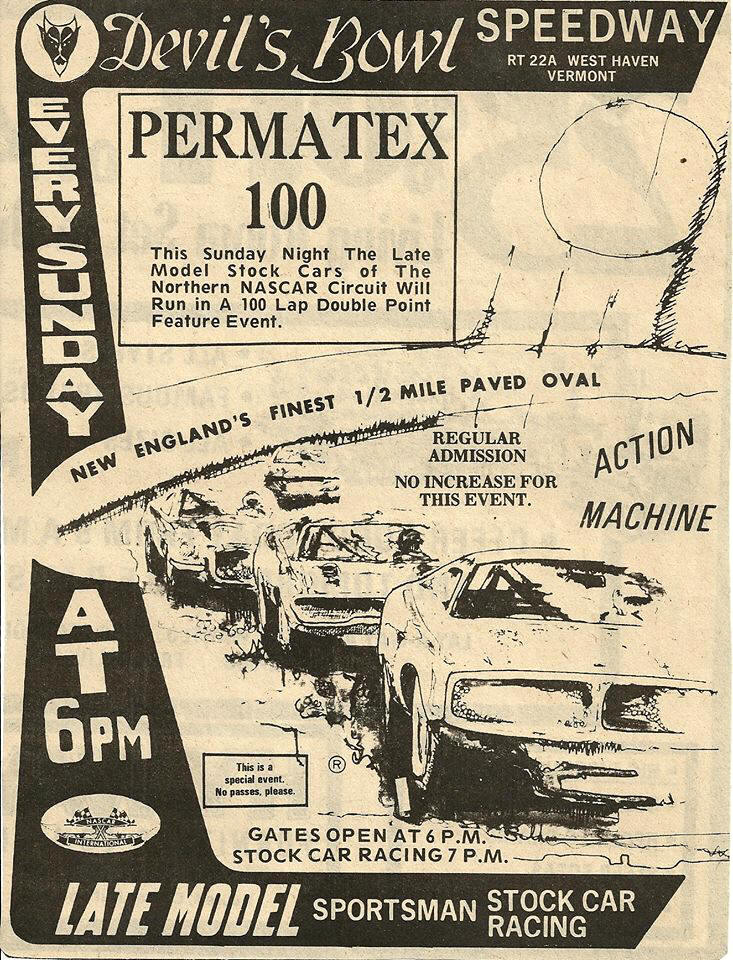 Devil's Bowl SPEEDWAY
RT 22A WEST HAVEN
VERMONT
EVERY SUNDAY
AT
6PM
PERMATEX
100
This Sunday Night The Late
Model Stock Cars of The
Northern NASCAR Circuit Will
Run in A 100 Lap Double Point
Feature Event.
NEW ENGLAND'S FINEST 1/2 MILE PAVED OVAL
REGULAR
ADMISSION
NO INCREASE FOR
THIS EVENT.
ACTION
MACHINE
This is a
special event.
No passes, please.
®
NASCAR
INTERNATIONAL
GATES OPEN AT 6 P.M.
STOCK CAR RACING 7 P.M.
LATE MODEL SPORTSMAN STOCK CAR
RACING